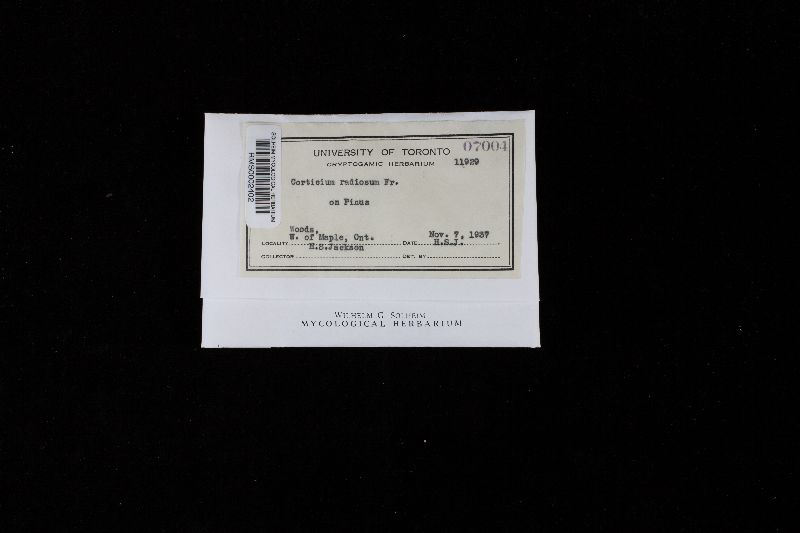 07004
UNIVERSITY OF TORONTO
CRYPTOGAMIC HERBARIUM 11929
Corticium radiosum Fr.
on Pinus
Woods,
LOCALITY W. of Maple, Ont. DATE Nov. 7, 1937
COLLECTOR H.S.Jackson DET. BY H.S.J.
WILHELM G. SOLHEIM
MYCOLOGICAL HERBARIUM